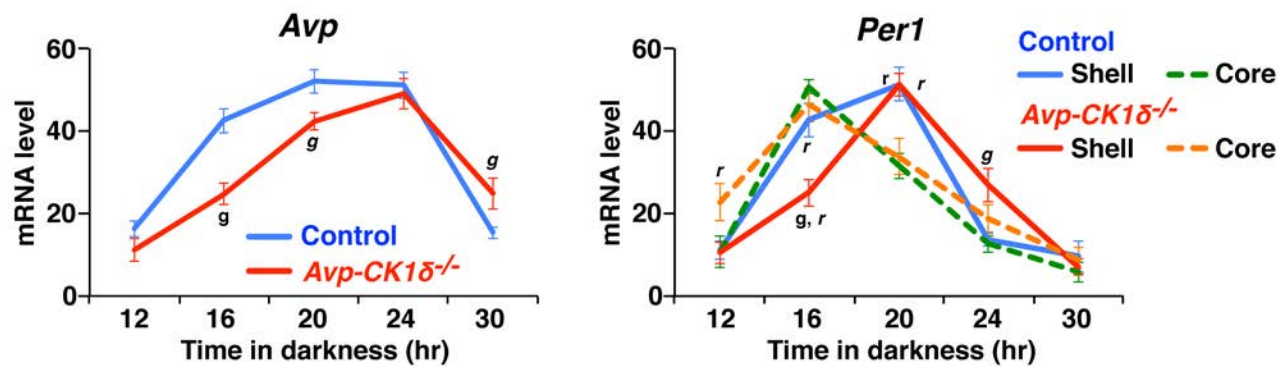 Avp
mRNA level
60
40
20
0
g
g
g
Control
Avp-CK1δ-/-
12 16 20 24 30
Time in darkness (hr)
Per1
mRNA level
60
40
20
0
r
r
g, r
r
r
g
12 16 20 24 30
Time in darkness (hr)
Control
Shell Core
Avp-CK1δ-/-
Shell Core